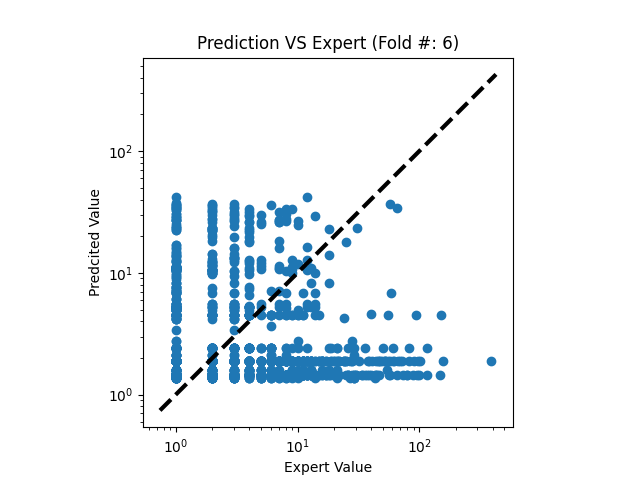 Prediction VS Expert (Fold #: 6)
Predcited Value
10²
10¹
10⁰
10⁰ 10¹ 10²
Expert Value